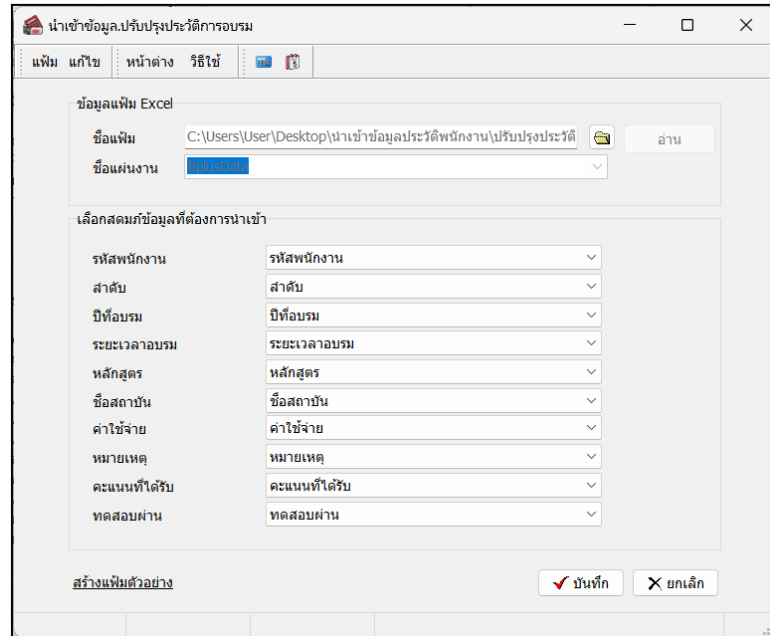 นำเข้าข้อมูล.ปรับปรุงประวัติการอบรม
แฟ้ม แก้ไข หน้าต่าง วิธีใช้
ข้อมูลแฟ้ม Excel
ชื่อแฟ้ม C:\Users\User\Desktop\นำเข้าข้อมูลประวัติพนักงาน\ปรับปรุงประวัติ อ่าน
ชื่อแผ่นงาน BplusData
เลือกสดมภ์ข้อมูลที่ต้องการนำเข้า
รหัสพนักงาน รหัสพนักงาน
ลำดับ ลำดับ
ปีที่อบรม ปีที่อบรม
ระยะเวลาอบรม ระยะเวลาอบรม
หลักสูตร หลักสูตร
ชื่อสถาบัน ชื่อสถาบัน
ค่าใช้จ่าย ค่าใช้จ่าย
หมายเหตุ หมายเหตุ
คะแนนที่ได้รับ คะแนนที่ได้รับ
ทดสอบผ่าน ทดสอบผ่าน
สร้างแฟ้มตัวอย่าง บันทึก ยกเลิก